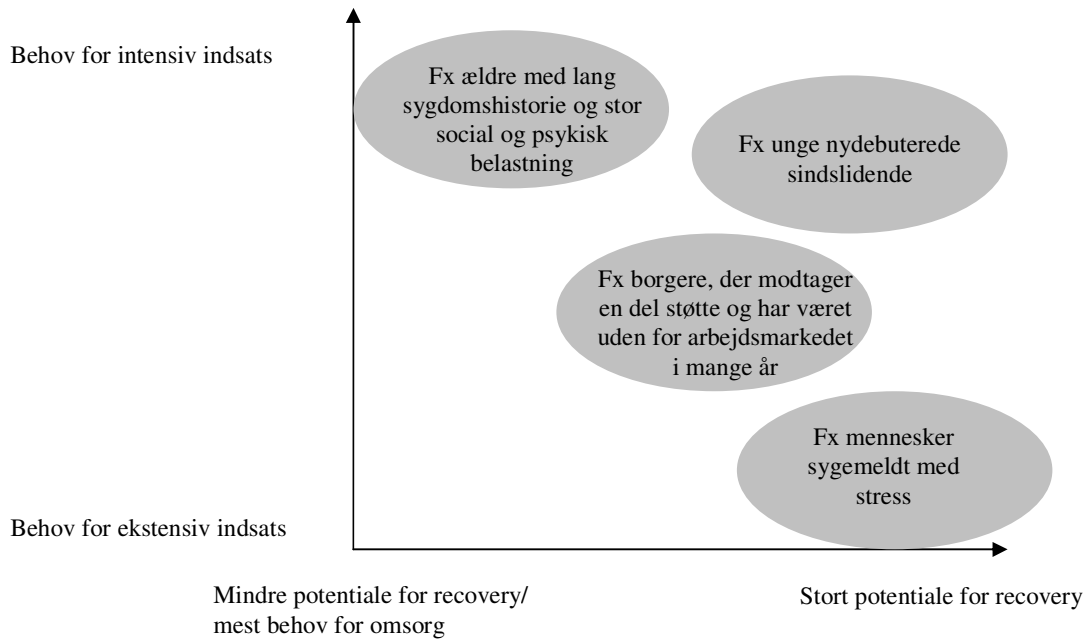 Behov for intensiv indsats
Fx ældre med lang
sygdomshistorie og stor
social og psykisk
belastning
Fx unge nydebuterede
sindslidende
Fx borgere, der modtager
en del støtte og har været
uden for arbejdsmarkedet
i mange år
Fx mennesker
sygemeldt med
stress
Behov for ekstensiv indsats
Mindre potentiale for recovery/
mest behov for omsorg
Stort potentiale for recovery